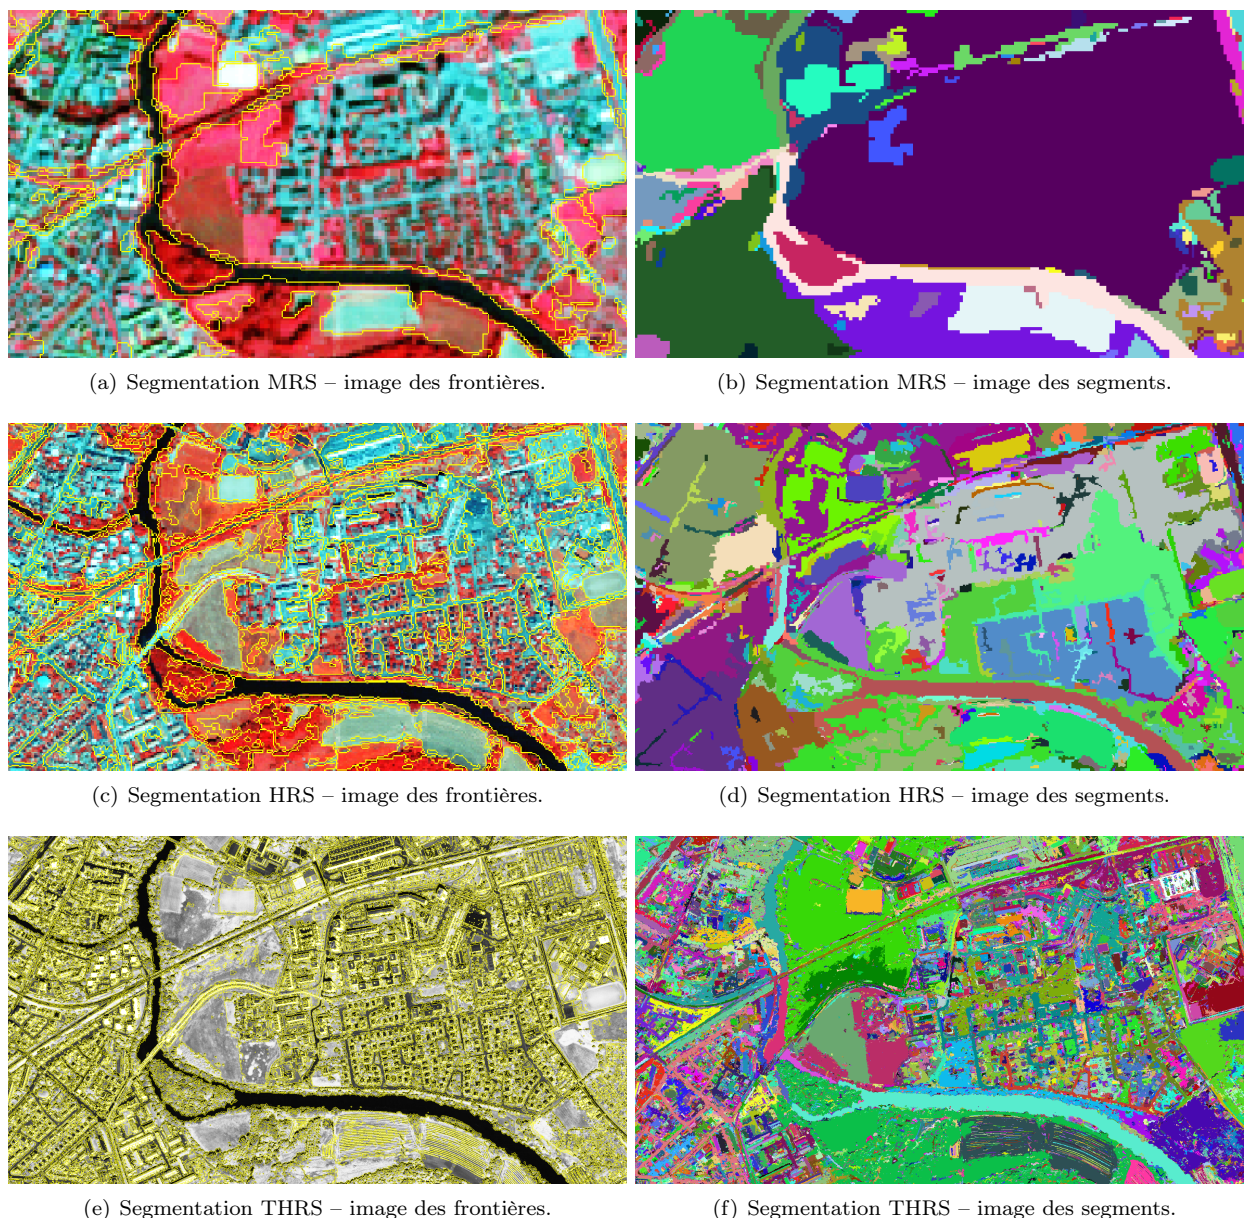 (a) Segmentation MRS – image des frontières.
(b) Segmentation MRS – image des segments.
(c) Segmentation HRS – image des frontières.
(d) Segmentation HRS – image des segments.
(e) Segmentation THRS – image des frontières.
(f) Segmentation THRS – image des segments.